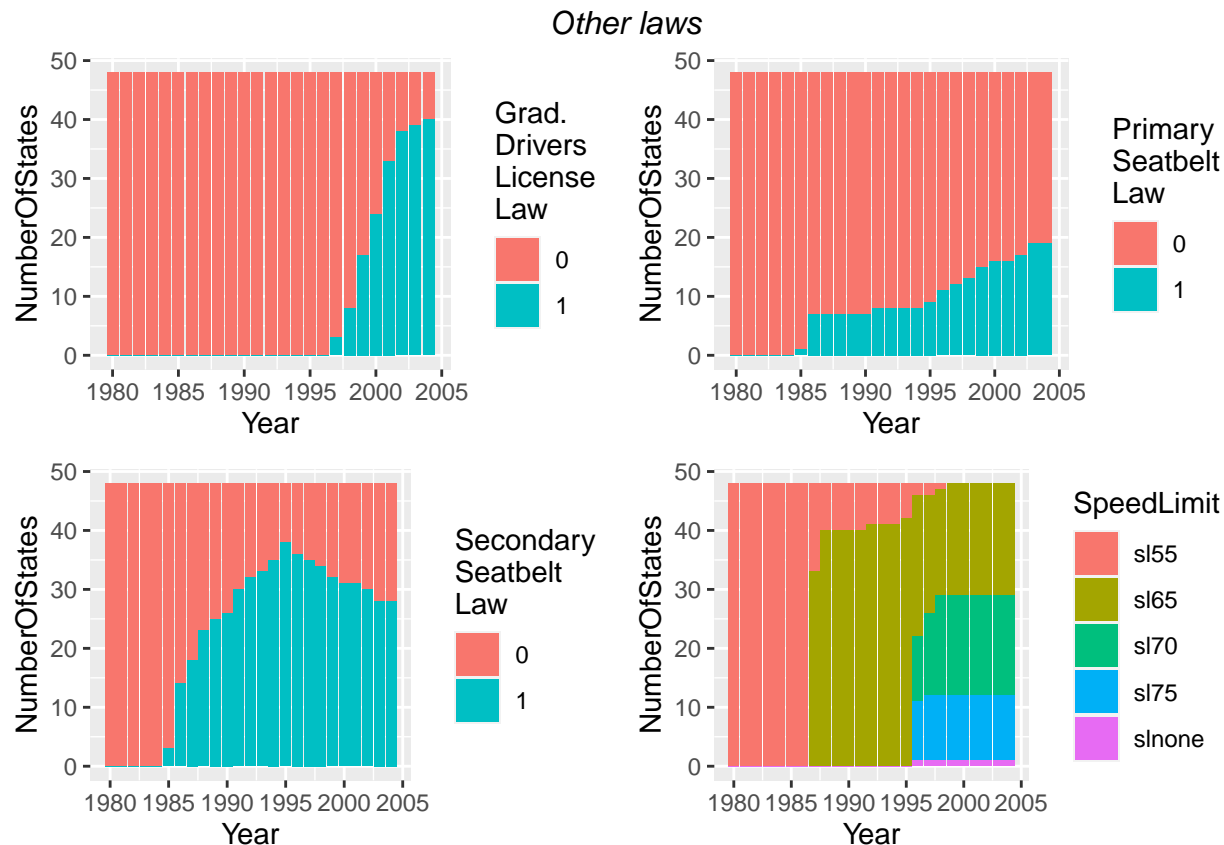 Other laws
50
40
30
20
10
0
NumberOfStates
1980 1985 1990 1995 2000 2005
Year
Grad.
Drivers
License
Law
0
1
50
40
30
20
10
0
NumberOfStates
1980 1985 1990 1995 2000 2005
Year
Primary
Seatbelt
Law
0
1
50
40
30
20
10
0
NumberOfStates
1980 1985 1990 1995 2000 2005
Year
Secondary
Seatbelt
Law
0
1
50
40
30
20
10
0
NumberOfStates
1980 1985 1990 1995 2000 2005
Year
SpeedLimit
sl55
sl65
sl70
sl75
slnone